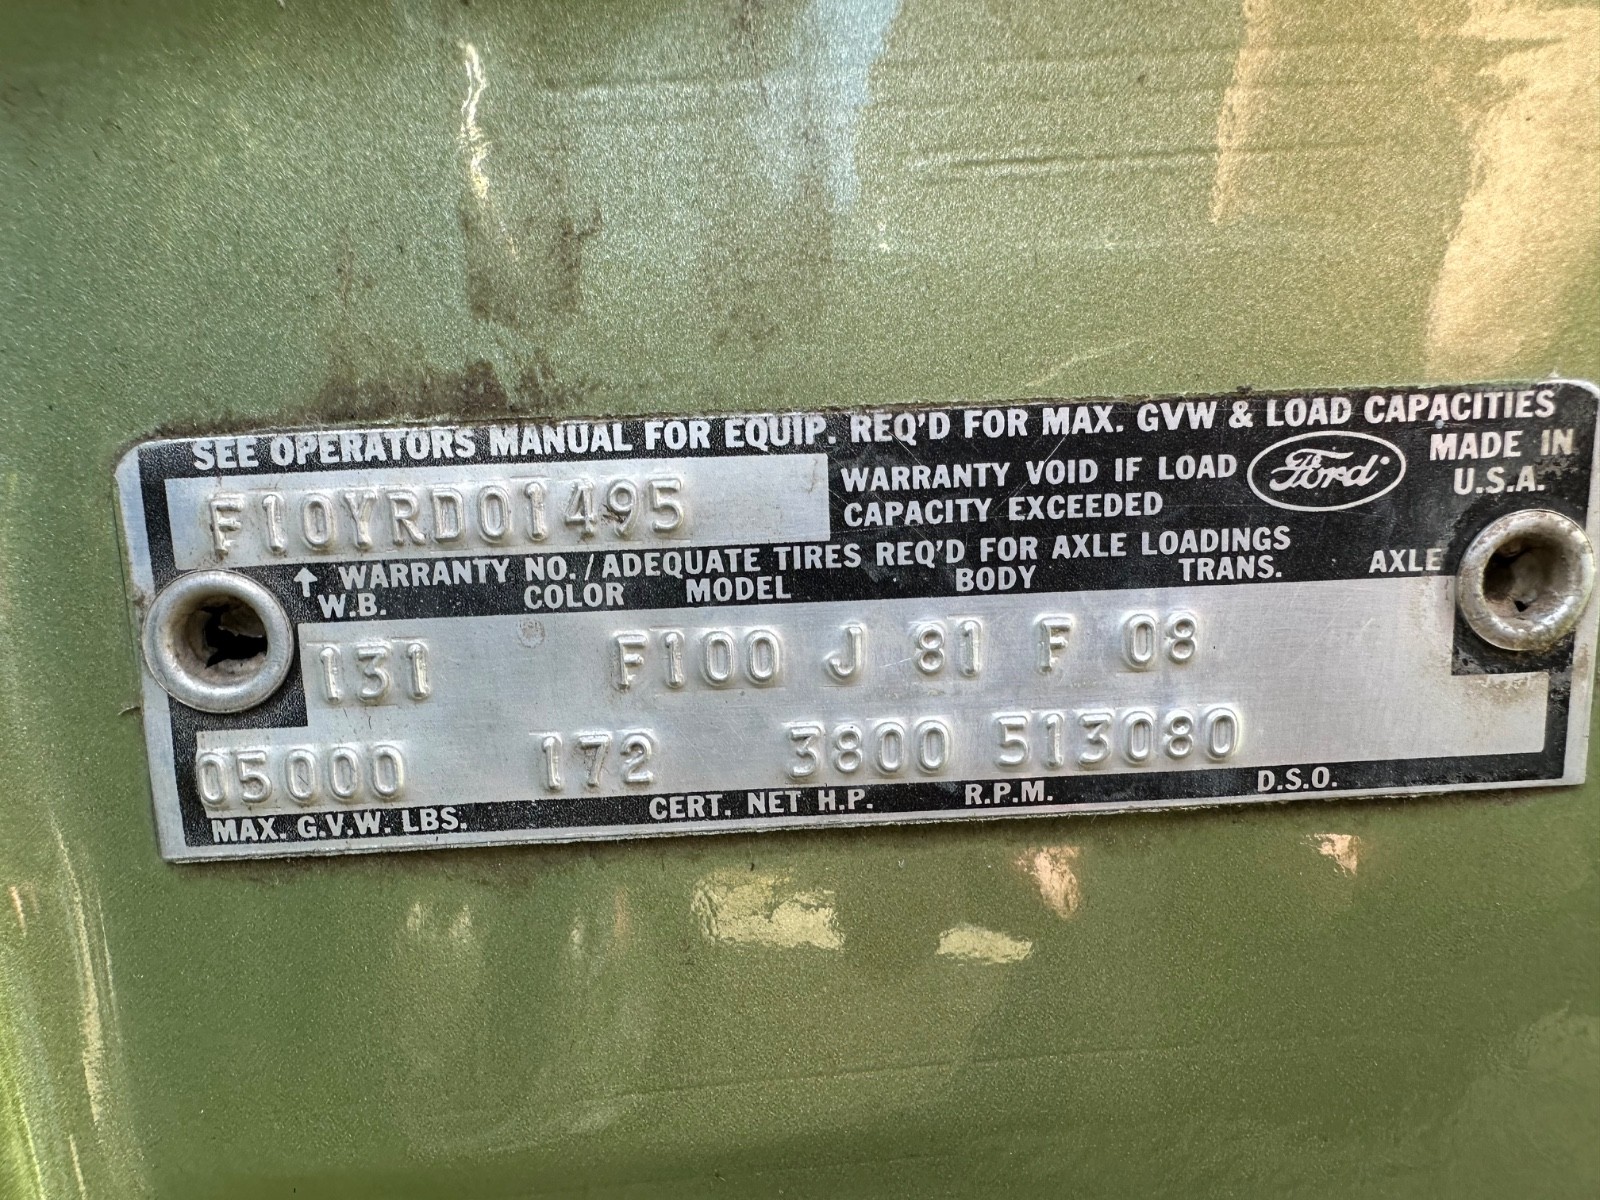 SEE OPERATORS MANUAL FOR EQUIP. REQ'D FOR MAX. GVW & LOAD CAPACITIES
F10YRD01495
WARRANTY VOID IF LOAD
CAPACITY EXCEEDED
Ford
MADE IN
U.S.A.
↑ WARRANTY NO./ADEQUATE TIRES REQ'D FOR AXLE LOADINGS
W.B. COLOR MODEL BODY TRANS. AXLE
131 F100 J 81 F 08
05000 172 3800 513080
MAX. G.V.W. LBS. CERT. NET H.P. R.P.M. D.S.O.